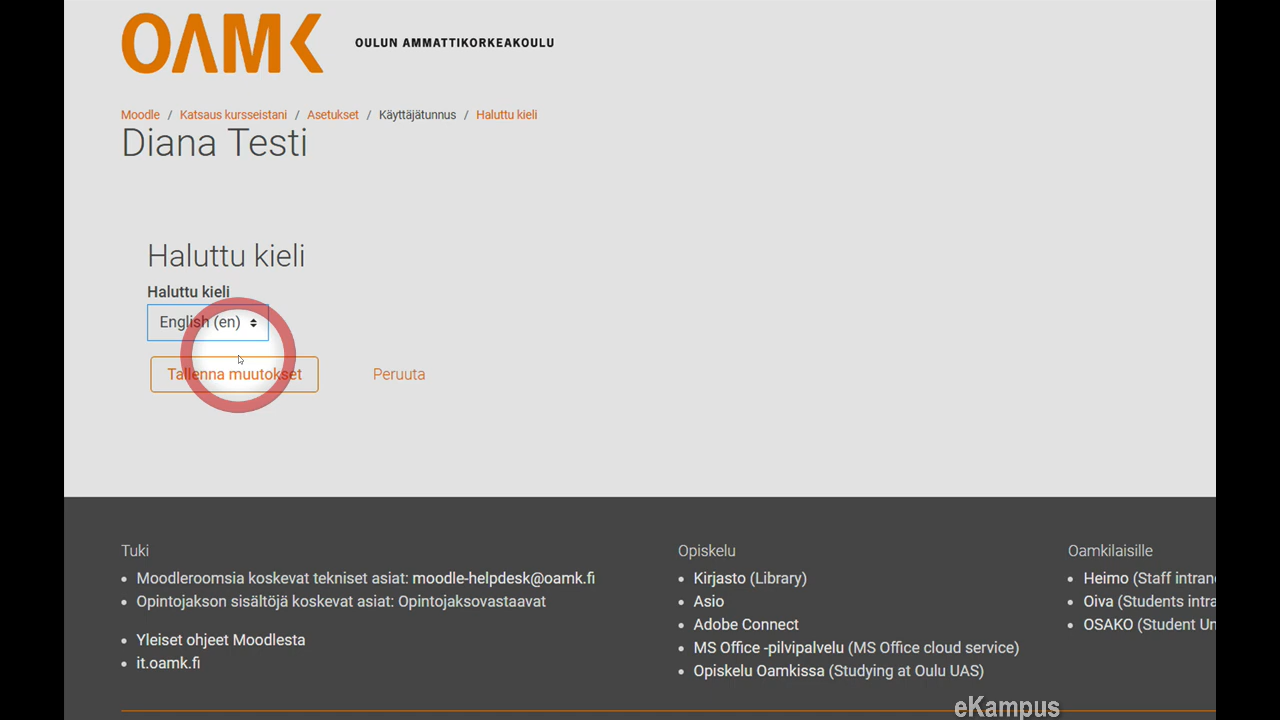 OAMK OULUN AMMATTIKORKEAKOULU
Moodle / Katsaus kursseistani / Asetukset / Käyttäjätunnus / Haluttu kieli
Diana Testi
Haluttu kieli
Haluttu kieli
English (en)
Tallenna muutokset Peruuta
Tuki
Moodleroomsia koskevat tekniset asiat: moodle-helpdesk@oamk.fi
Opintojakson sisältöjä koskevat asiat: Opintojaksovastaavat
Yleiset ohjeet Moodlesta
it.oamk.fi
Opiskelu
Kirjasto (Library)
Asio
Adobe Connect
MS Office -pilvipalvelu (MS Office cloud service)
Opiskelu Oamkissa (Studying at Oulu UAS)
Oamkilaisille
Heimo (Staff intran
Oiva (Students intra
OSAKO (Student Un
eKampus